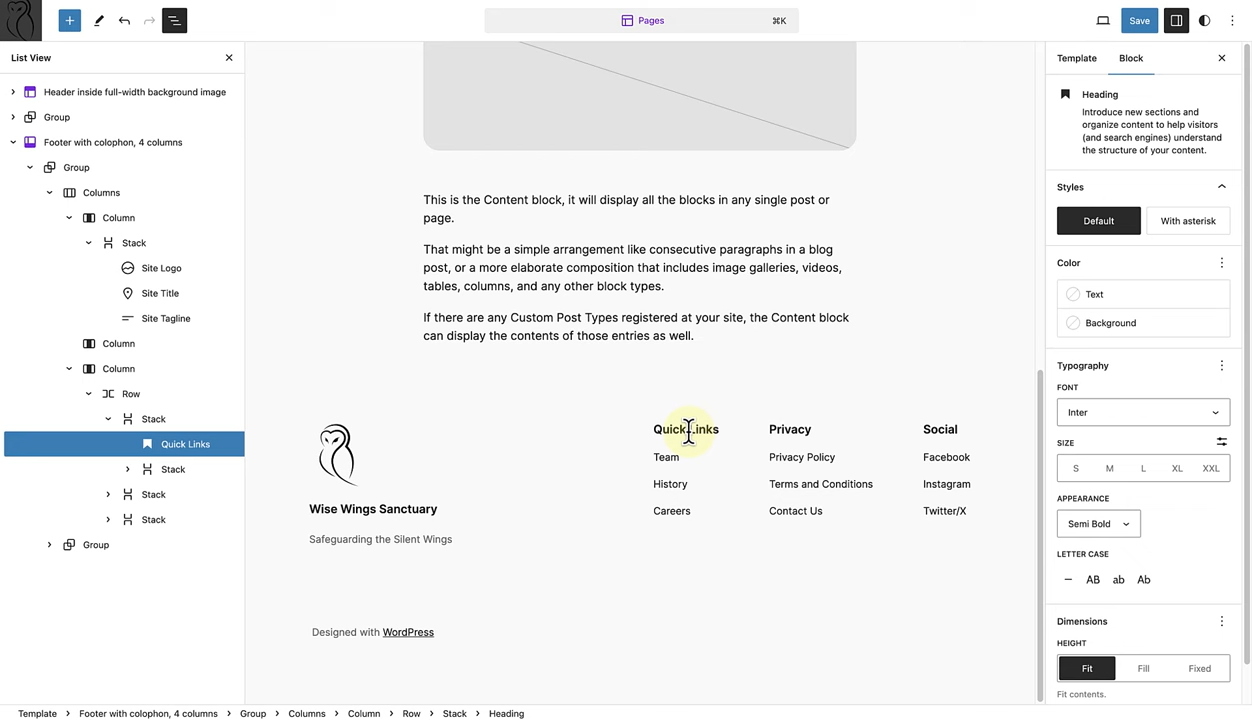 Pages
⌘K
Save
List View
Header inside full-width background image
Group
Footer with colophon, 4 columns
Group
Columns
Column
Stack
Site Logo
Site Title
Site Tagline
Column
Column
Row
Stack
Quick Links
Stack
Stack
Stack
Group
This is the Content block, it will display all the blocks in any single post or
page.
That might be a simple arrangement like consecutive paragraphs in a blog
post, or a more elaborate composition that includes image galleries, videos,
tables, columns, and any other block types.
If there are any Custom Post Types registered at your site, the Content block
can display the contents of those entries as well.
Wise Wings Sanctuary
Safeguarding the Silent Wings
Quick Links
Team
History
Careers
Privacy
Privacy Policy
Terms and Conditions
Contact Us
Social
Facebook
Instagram
Twitter/X
Designed with WordPress
Template Block
Heading
Introduce new sections and
organize content to help visitors
(and search engines) understand
the structure of your content.
Styles
Default With asterisk
Color
Text
Background
Typography
FONT
Inter
SIZE
S M L XL XXL
APPEARANCE
Semi Bold
LETTER CASE
– AB ab Ab
Dimensions
HEIGHT
Fit Fill Fixed
Fit contents.
Template > Footer with colophon, 4 columns > Group > Columns > Column > Row > Stack > Heading